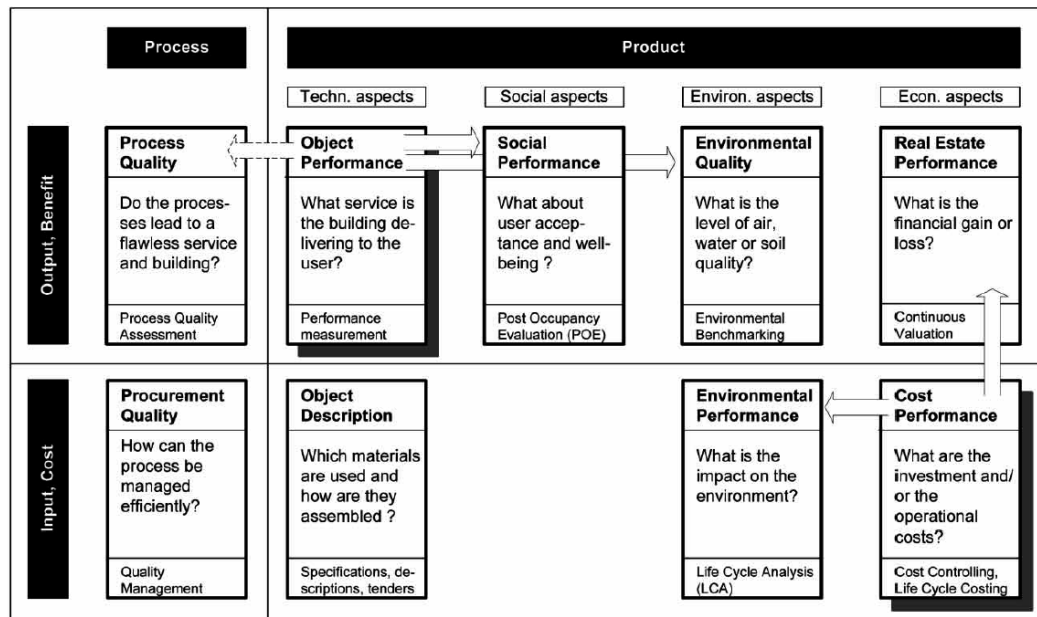 Process
Product
Techn. aspects
Social aspects
Environ. aspects
Econ. aspects
Output, Benefit
Process
Quality
Do the proces-
ses lead to a
flawless service
and building?
Process Quality
Assessment
Object
Performance
What service is
the building de-
livering to the
user?
Performance
measurement
Social
Performance
What about
user accep-
tance and well-
being ?
Post Occupancy
Evaluation (POE)
Environmental
Quality
What is the
level of air,
water or soil
quality?
Environmental
Benchmarking
Real Estate
Performance
What is the
financial gain or
loss?
Continuous
Valuation
Input, Cost
Procurement
Quality
How can the
process be
managed
efficiently?
Quality
Management
Object
Description
Which materials
are used and
how are they
assembled ?
Specifications, de-
scriptions, tenders
Environmental
Performance
What is the
impact on the
environment?
Life Cycle Analysis
(LCA)
Cost
Performance
What are the
investment and/
or the
operational
costs?
Cost Controlling,
Life Cycle Costing